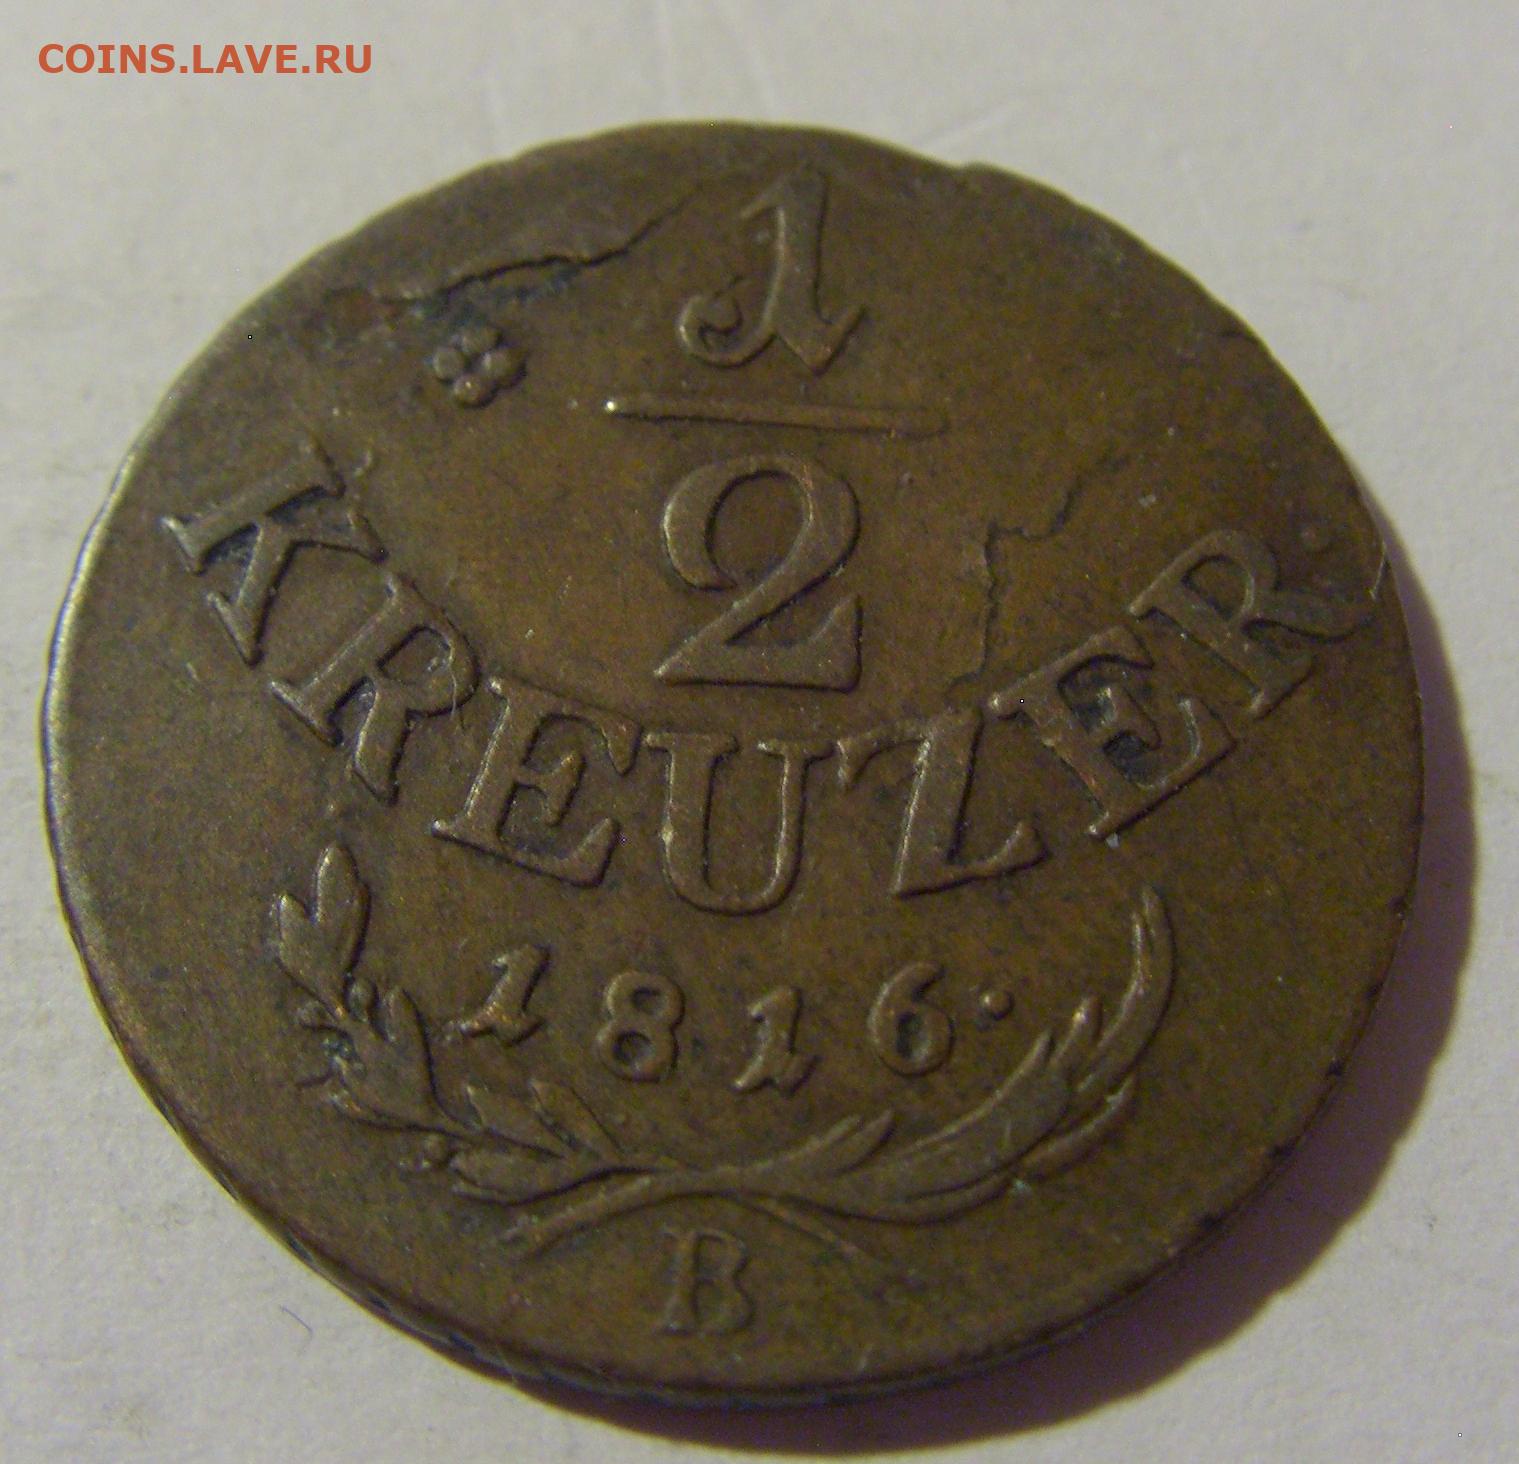 COINS.LAVE.RU
1
2
KREUZER.
1816.
B